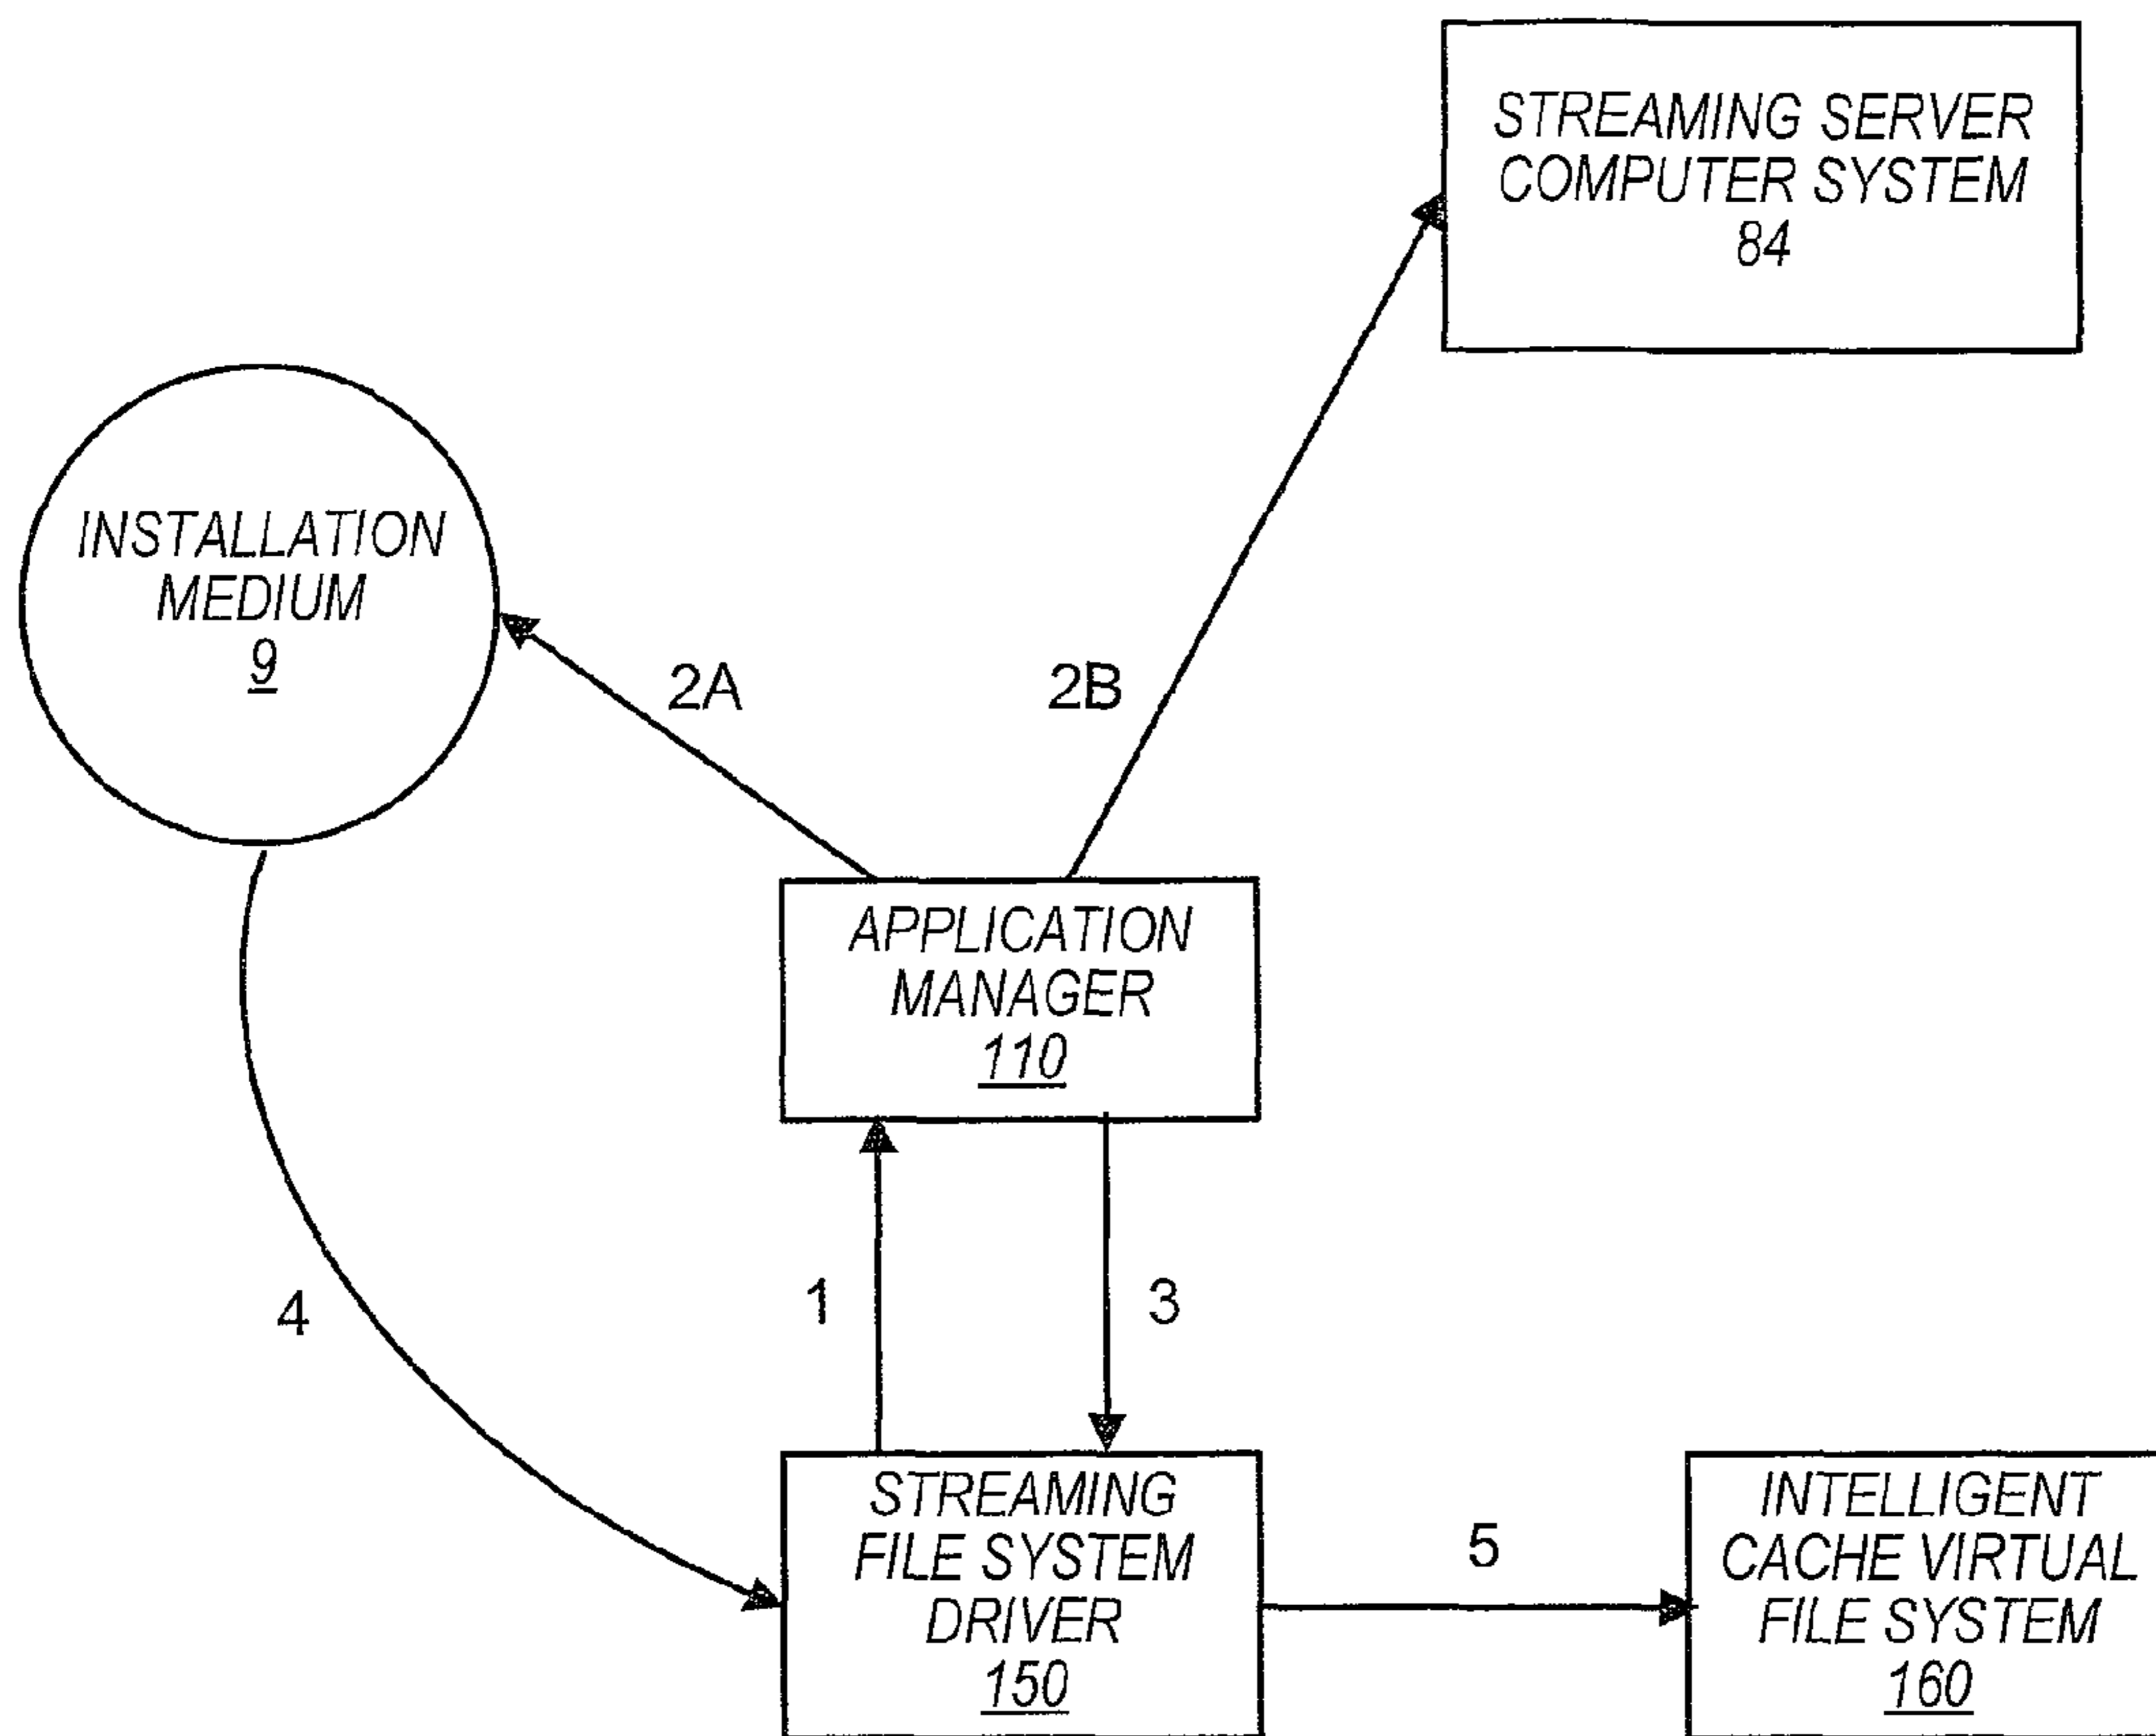 STREAMING SERVER
COMPUTER SYSTEM
84
INSTALLATION
MEDIUM
9
2A
2B
APPLICATION
MANAGER
110
4
1
3
STREAMING
FILE SYSTEM
DRIVER
150
5
INTELLIGENT
CACHE VIRTUAL
FILE SYSTEM
160